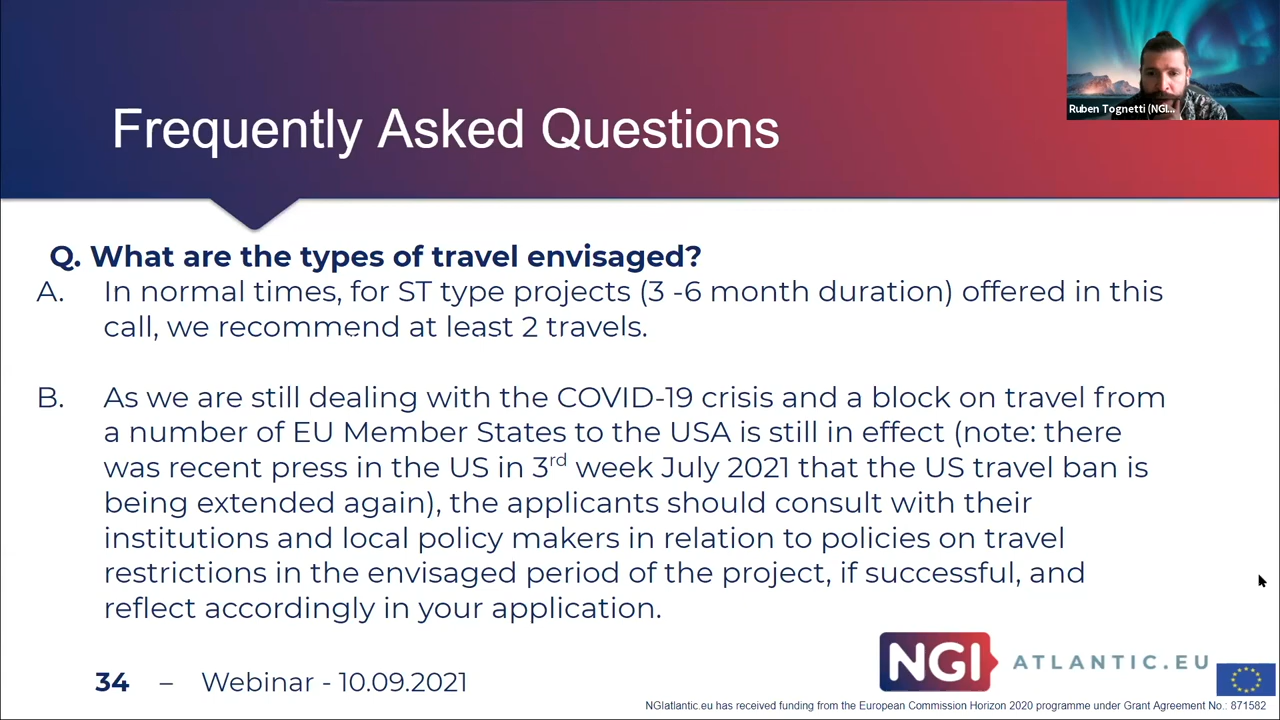 Frequently Asked Questions
Ruben Tognetti (NGI...
Q. What are the types of travel envisaged?
A. In normal times, for ST type projects (3 -6 month duration) offered in this
call, we recommend at least 2 travels.
B. As we are still dealing with the COVID-19 crisis and a block on travel from
a number of EU Member States to the USA is still in effect (note: there
was recent press in the US in 3rd week July 2021 that the US travel ban is
being extended again), the applicants should consult with their
institutions and local policy makers in relation to policies on travel
restrictions in the envisaged period of the project, if successful, and
reflect accordingly in your application.
34 – Webinar - 10.09.2021
NGI ATLANTIC.EU
NGIatlantic.eu has received funding from the European Commission Horizon 2020 programme under Grant Agreement No.: 871582